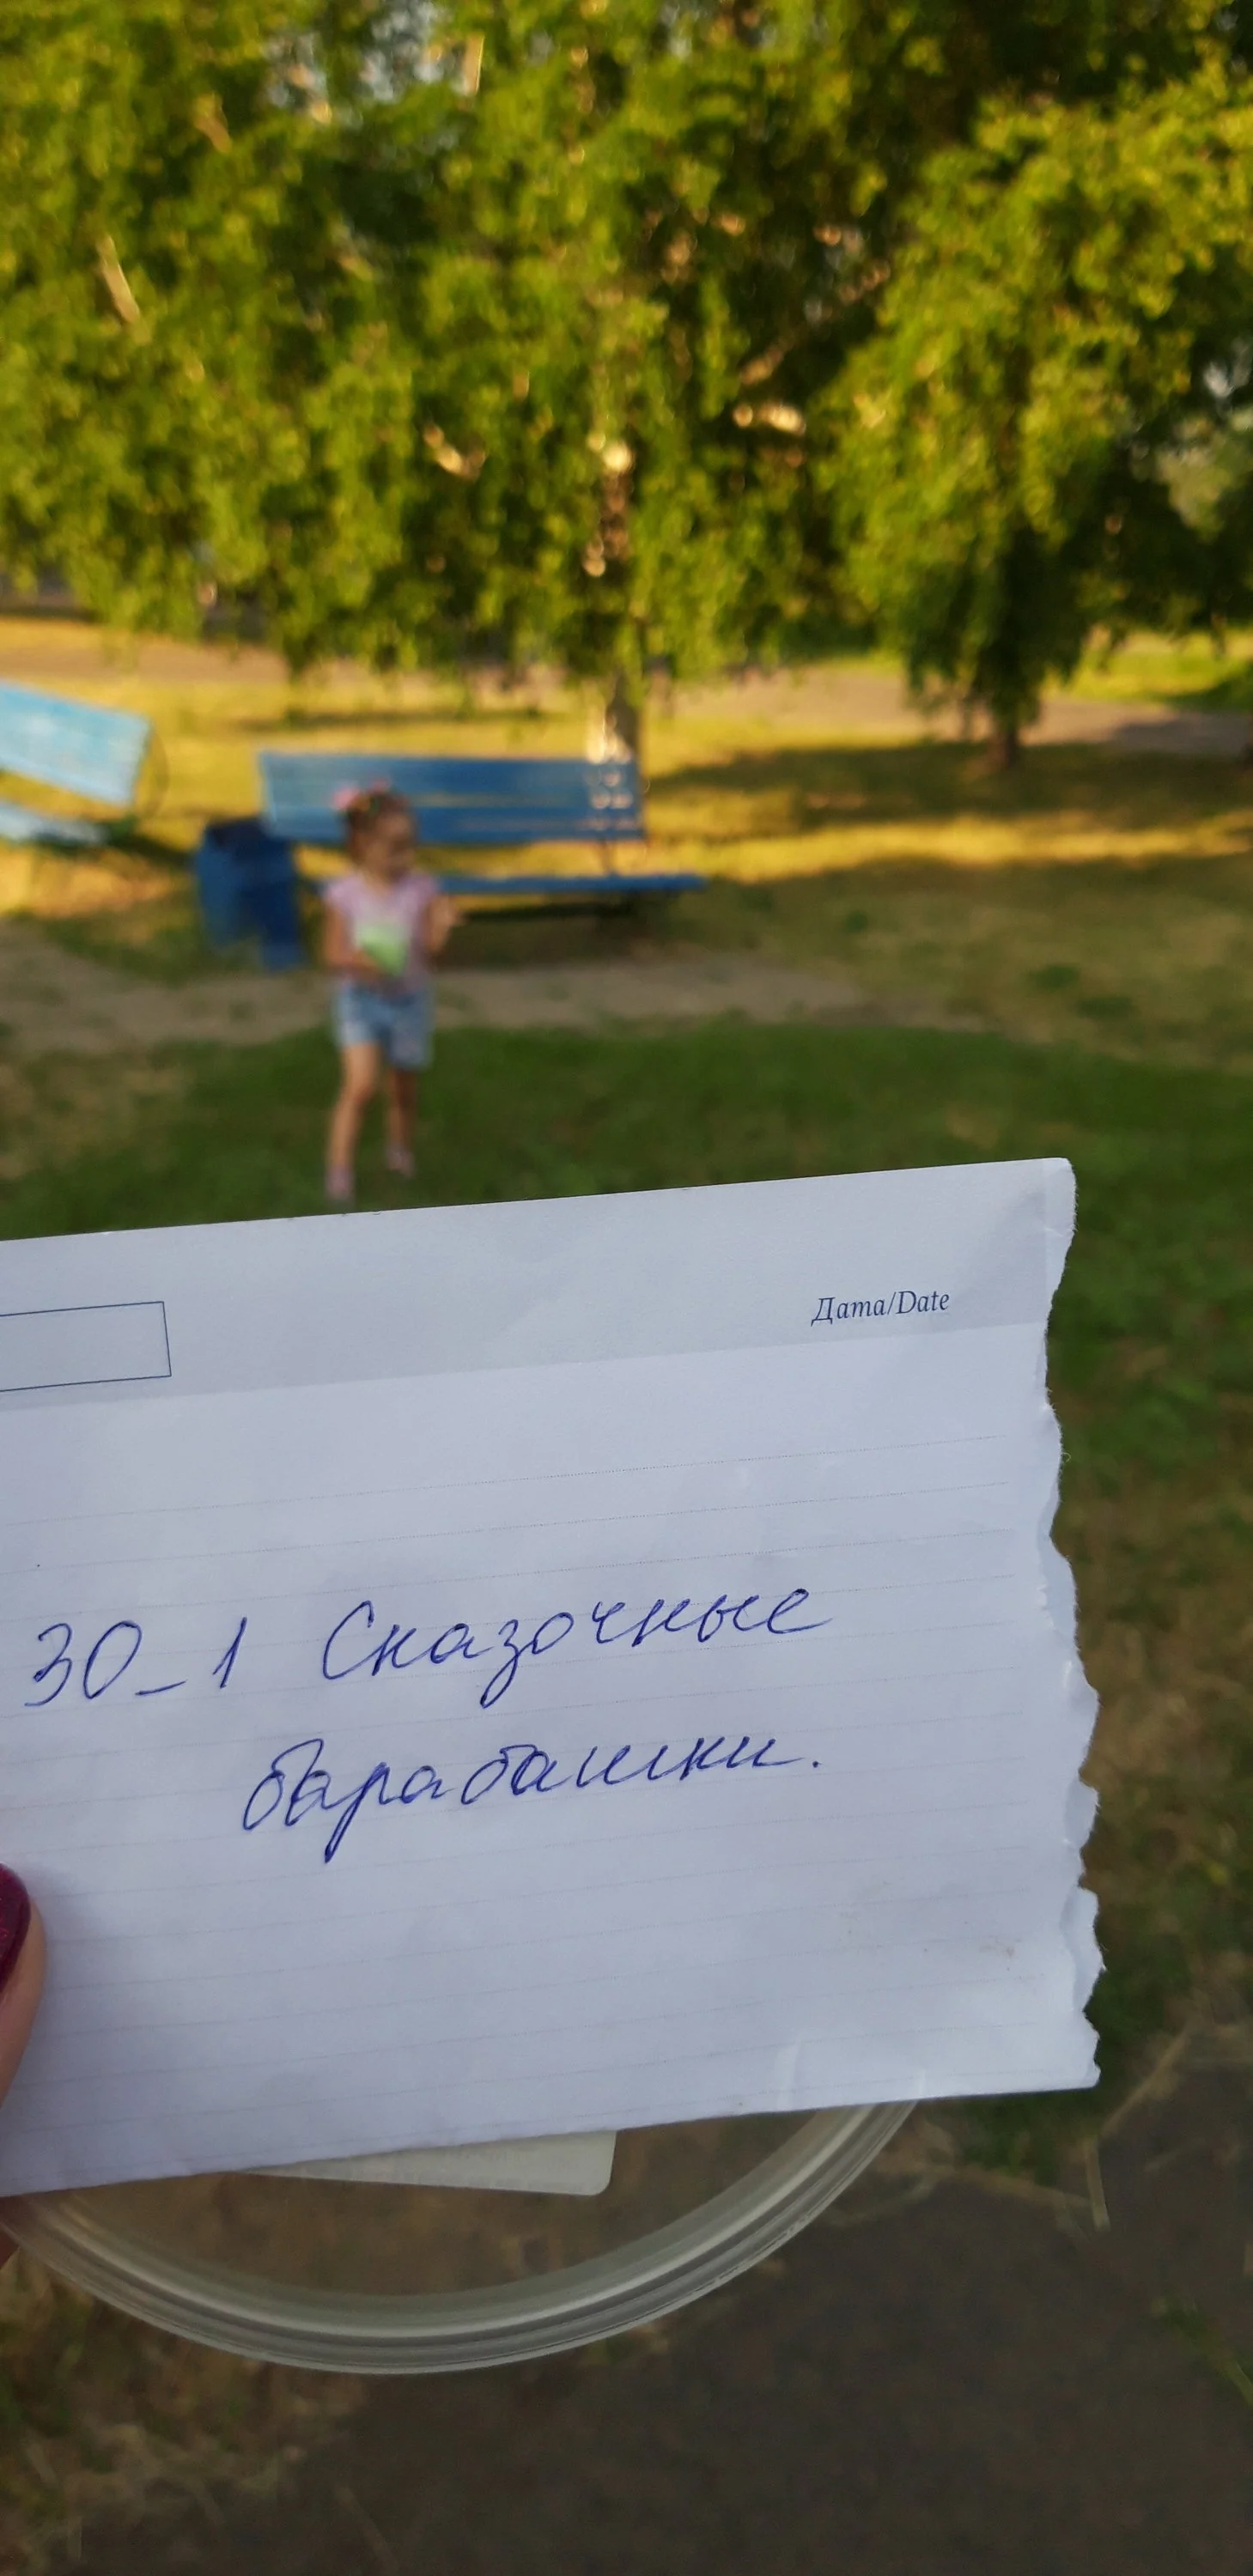 Дата/Date
30_1 Сказочные
барабашки.